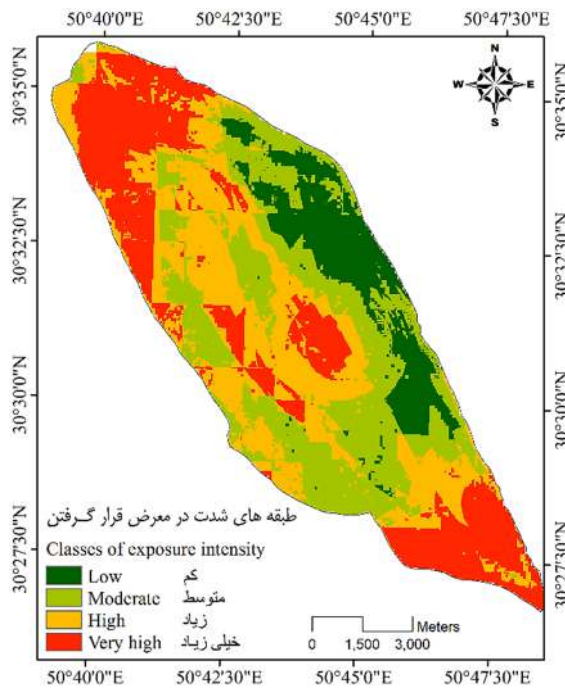 50°40'0"E 50°42'30"E 50°45'0"E 50°47'30"E
N
W E
S
30°35'0"N 30°35'0"N
30°32'30"N 30°32'30"N
30°30'0"N 30°30'0"N
30°27'30"N 30°27'30"N
طبقه های شدت در معرض قرار گرفتن
Classes of exposure intensity
Low کم
Moderate متوسط
High زیاد
Very high خیلی زیاد
Meters
0 1,500 3,000
50°40'0"E 50°42'30"E 50°45'0"E 50°47'30"E